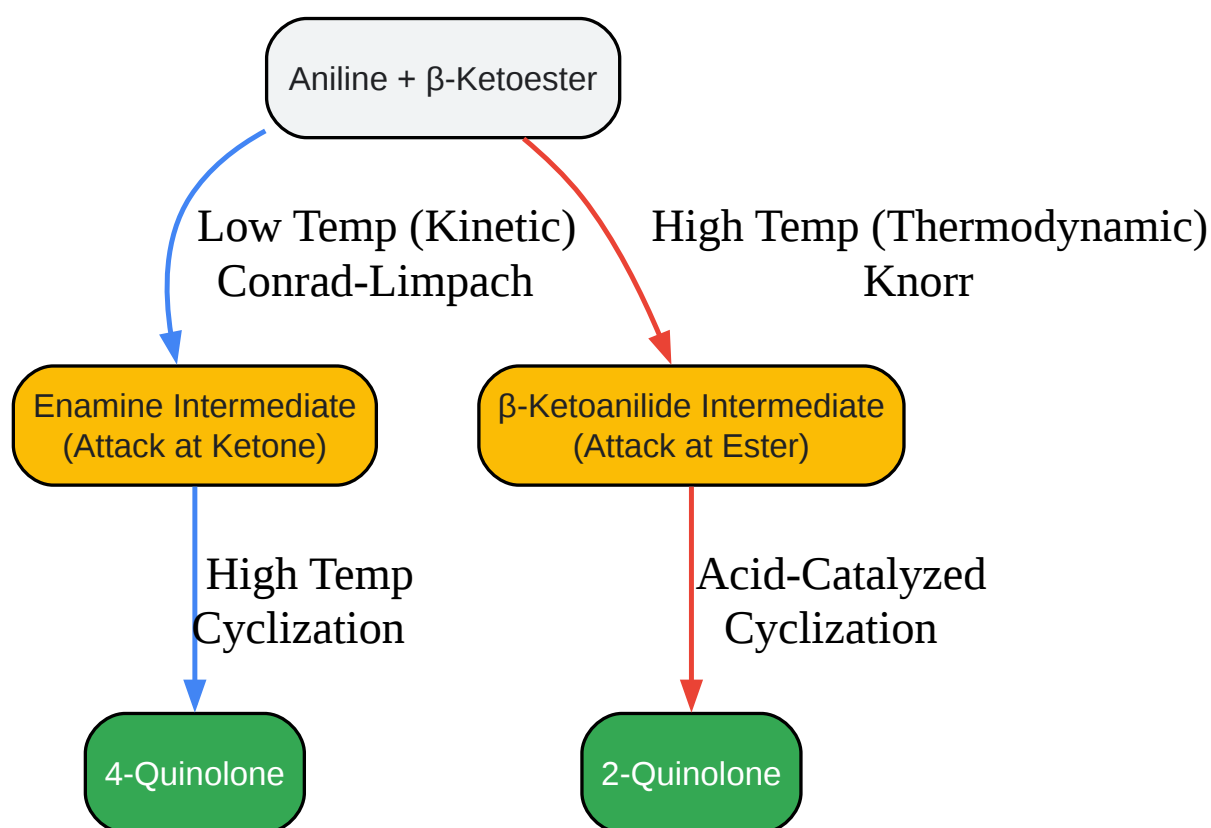 Aniline + β-Ketoester
Low Temp (Kinetic)
Conrad-Limpach
High Temp (Thermodynamic)
Knorr
Enamine Intermediate
(Attack at Ketone)
β-Ketoanilide Intermediate
(Attack at Ester)
High Temp
Cyclization
Acid-Catalyzed
Cyclization
4-Quinolone
2-Quinolone